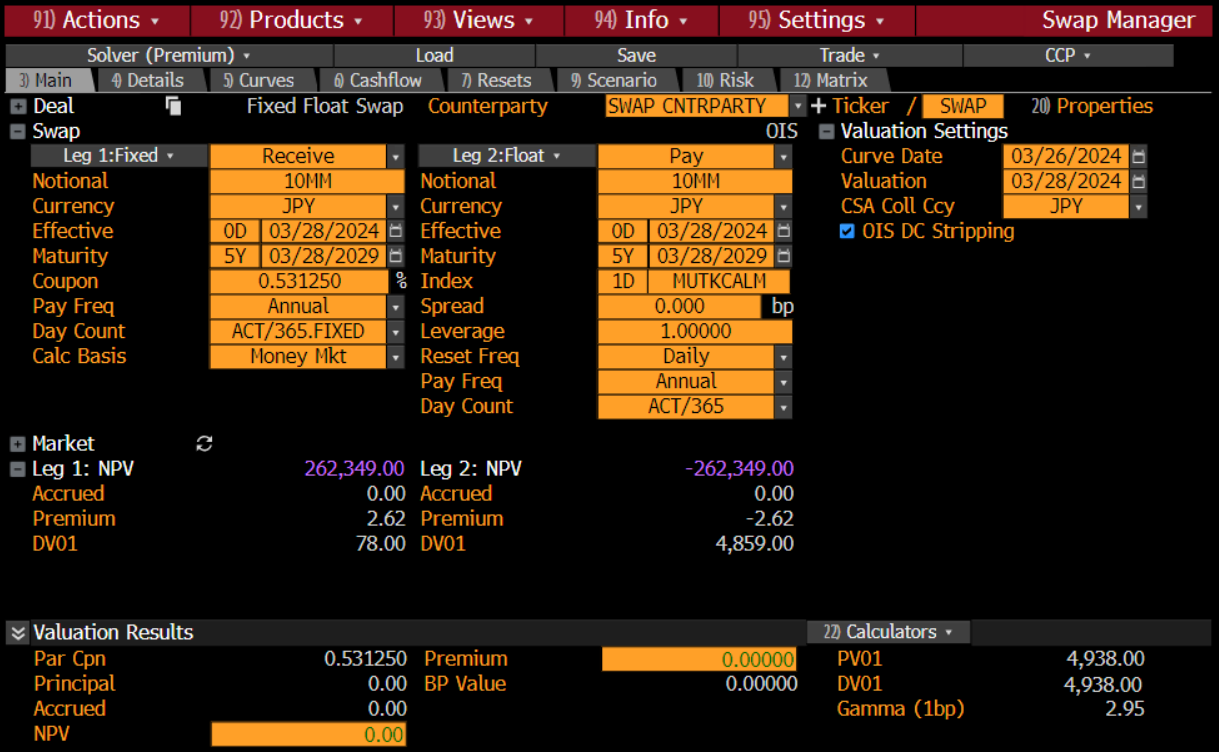 91) Actions 92) Products 93) Views 94) Info 95) Settings Swap Manager
Solver (Premium) Load Save Trade CCP
3) Main 4) Details 5) Curves 6) Cashflow 7) Resets 9) Scenario 10) Risk 12) Matrix
Deal Fixed Float Swap Counterparty SWAP CNTRPARTY Ticker / SWAP 20) Properties
Swap OIS Valuation Settings
Leg 1:Fixed Receive Leg 2:Float Pay Curve Date 03/26/2024
Notional 10MM Notional 10MM Valuation 03/28/2024
Currency JPY Currency JPY CSA Coll Ccy JPY
Effective 0D 03/28/2024 Effective 0D 03/28/2024 OIS DC Stripping
Maturity 5Y 03/28/2029 Maturity 5Y 03/28/2029
Coupon 0.531250 % Index 1D MUTKCALM
Pay Freq Annual Spread 0.000 bp
Day Count ACT/365.FIXED Leverage 1.00000
Calc Basis Money Mkt Reset Freq Daily
Pay Freq Annual
Day Count ACT/365
Market
Leg 1: NPV 262,349.00 Leg 2: NPV -262,349.00
Accrued 0.00 Accrued 0.00
Premium 2.62 Premium -2.62
DV01 78.00 DV01 4,859.00
Valuation Results 22) Calculators
Par Cpn 0.531250 Premium 0.00000 PV01 4,938.00
Principal 0.00 BP Value 0.00000 DV01 4,938.00
Accrued 0.00 Gamma (1bp) 2.95
NPV 0.00